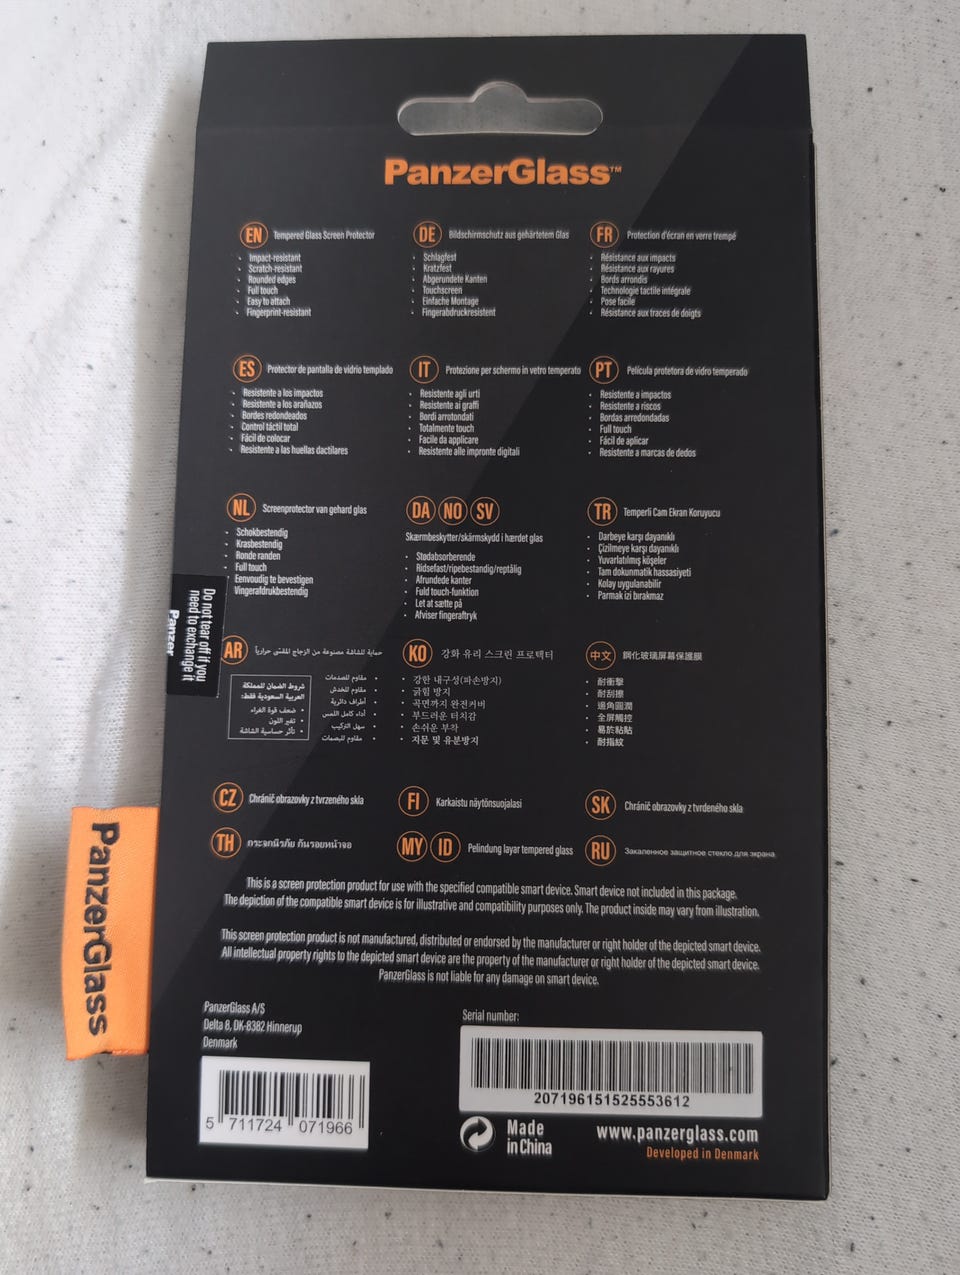 PanzerGlass™
EN Tempered Glass Screen Protector
Impact-resistant
Scratch-resistant
Rounded edges
Full touch
Easy to attach
Fingerprint-resistant
DE Bildschirmschutz aus gehärtetem Glas
Schlagfest
Kratzfest
Abgerundete Kanten
Touchscreen
Einfache Montage
Fingerabdruckresistent
FR Protection d'écran en verre trempé
Résistance aux impacts
Résistance aux rayures
Bords arrondis
Technologie tactile intégrale
Pose facile
Résistance aux traces de doigts
ES Protector de pantalla de vidrio templado
Resistente a los impactos
Resistente a los arañazos
Bordes redondeados
Control táctil total
Fácil de colocar
Resistente a las huellas dactilares
IT Protezione per schermo in vetro temperato
Resistente agli urti
Resistente ai graffi
Bordi arrotondati
Totalmente touch
Facile da applicare
Resistente alle impronte digitali
PT Película protetora de vidro temperado
Resistente a impactos
Resistente a riscos
Bordas arredondadas
Full touch
Fácil de aplicar
Resistente a marcas de dedos
NL Screenprotector van gehard glas
Schokbestendig
Krasbestendig
Ronde randen
Full touch
Eenvoudig te bevestigen
Vingerafdrukbestendig
DA NO SV
Skærmbeskytter/skärmskydd i hærdet glas
Stødabsorberende
Ridsefast/ripebestandig/reptålig
Afrundede kanter
Fuld touch-funktion
Let at sætte på
Afviser fingeraftryk
TR Temperli Cam Ekran Koruyucu
Darbeye karşı dayanıklı
Çizilmeye karşı dayanıklı
Yuvarlatılmış köşeler
Tam dokunmatik hassasiyeti
Kolay uygulanabilir
Parmak izi bırakmaz
Do not tear off if you
need to exchange it
Panzer
AR حماية للشاشة مصنوعة من الزجاج المقسّى حرارياً
مقاوم للصدمات
مقاوم للخدش
أطراف دائرية
أداء كامل اللمس
سهل التركيب
مقاوم للبصمات
شروط الضمان للمملكة
العربية السعودية فقط:
ضعف قوة الغراء
تغير اللون
تأثر حساسية الشاشة
KO 강화 유리 스크린 프로텍터
강한 내구성(파손방지)
긁힘 방지
곡면까지 완전커버
부드러운 터치감
손쉬운 부착
지문 및 유분방지
中文 鋼化玻璃屏幕保護膜
耐衝擊
耐刮擦
邊角圓潤
全屏觸控
易於粘貼
耐指紋
CZ Chránič obrazovky z tvrzeného skla
FI Karkaistu näytönsuojalasi
SK Chránič obrazovky z tvrdeného skla
TH กระจกนิรภัย กันรอยหน้าจอ
MY ID Pelindung layar tempered glass
RU Закаленное защитное стекло для экрана
This is a screen protection product for use with the specified compatible smart device. Smart device not included in this package.
The depiction of the compatible smart device is for illustrative and compatibility purposes only. The product inside may vary from illustration.
This screen protection product is not manufactured, distributed or endorsed by the manufacturer or right holder of the depicted smart device.
All intellectual property rights to the depicted smart device are the property of the manufacturer or right holder of the depicted smart device.
PanzerGlass is not liable for any damage on smart device.
PanzerGlass
PanzerGlass A/S
Delta 8, DK-8382 Hinnerup
Denmark
5 711724 071966
Serial number:
207196151525553612
Made
in China
www.panzerglass.com
Developed in Denmark